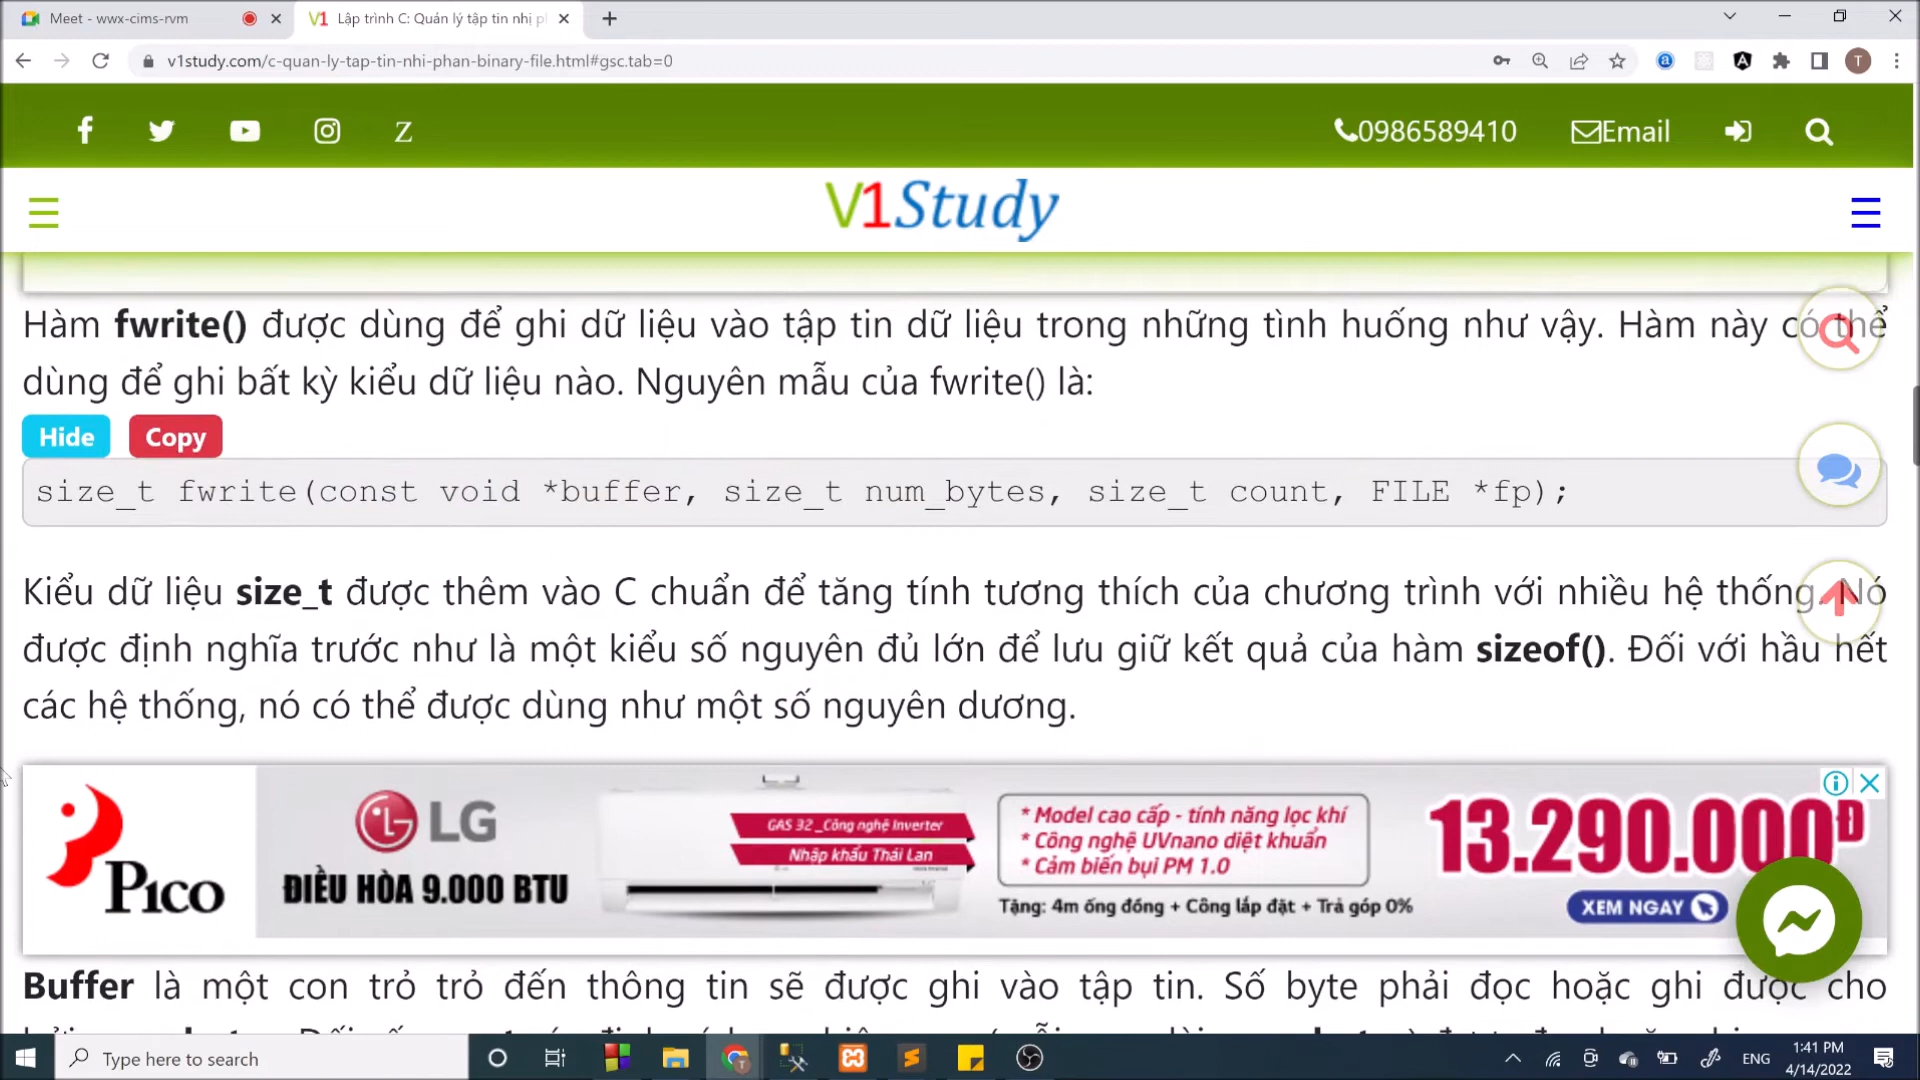 Meet - wwx-cims-rvm
V1 Lập trình C: Quản lý tập tin nhị p
v1study.com/c-quan-ly-tap-tin-nhi-phan-binary-file.html#gsc.tab=0
T
Z
0986589410
Email
V1Study
Hàm fwrite() được dùng để ghi dữ liệu vào tập tin dữ liệu trong những tình huống như vậy. Hàm này có thể
dùng để ghi bất kỳ kiểu dữ liệu nào. Nguyên mẫu của fwrite() là:
Hide Copy
size_t fwrite(const void *buffer, size_t num_bytes, size_t count, FILE *fp);
Kiểu dữ liệu size_t được thêm vào C chuẩn để tăng tính tương thích của chương trình với nhiều hệ thống. Nó
được định nghĩa trước như là một kiểu số nguyên đủ lớn để lưu giữ kết quả của hàm sizeof(). Đối với hầu hết
các hệ thống, nó có thể được dùng như một số nguyên dương.
Pico
LG
ĐIỀU HÒA 9.000 BTU
GAS 32_Công nghệ Inverter
Nhập khẩu Thái Lan
* Model cao cấp - tính năng lọc khí
* Công nghệ UVnano diệt khuẩn
* Cảm biến bụi PM 1.0
Tặng: 4m ống đồng + Công lắp đặt + Trả góp 0%
13.290.000Đ
XEM NGAY
Buffer là một con trỏ trỏ đến thông tin sẽ được ghi vào tập tin. Số byte phải đọc hoặc ghi được cho
Type here to search
ENG
1:41 PM
4/14/2022